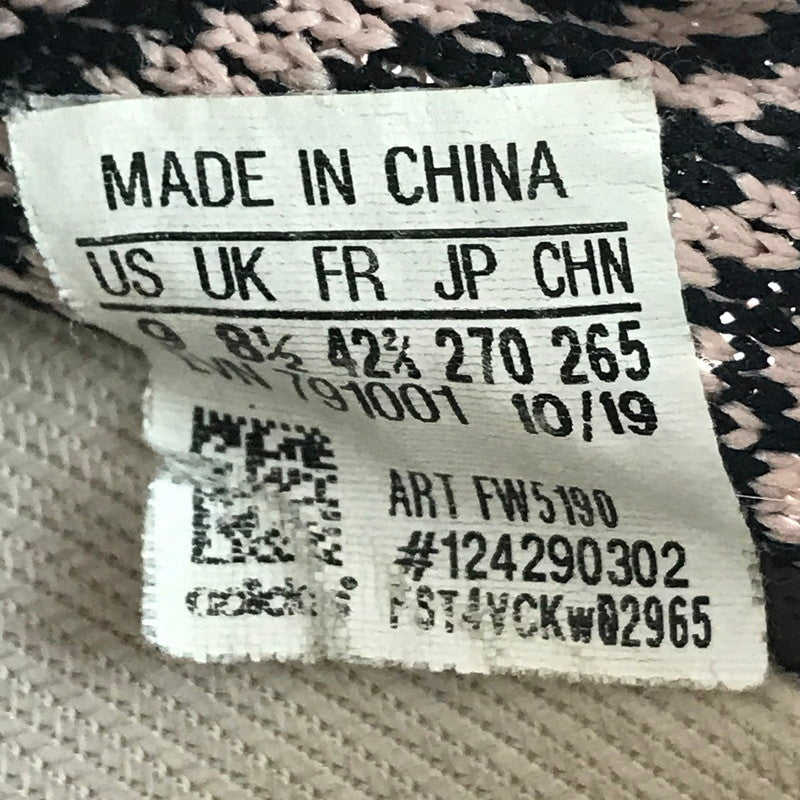 MADE IN CHINA
US UK FR JP CHN
9 8½ 42⅔ 270 265
791001 10/19
ART FW5190
#124290302